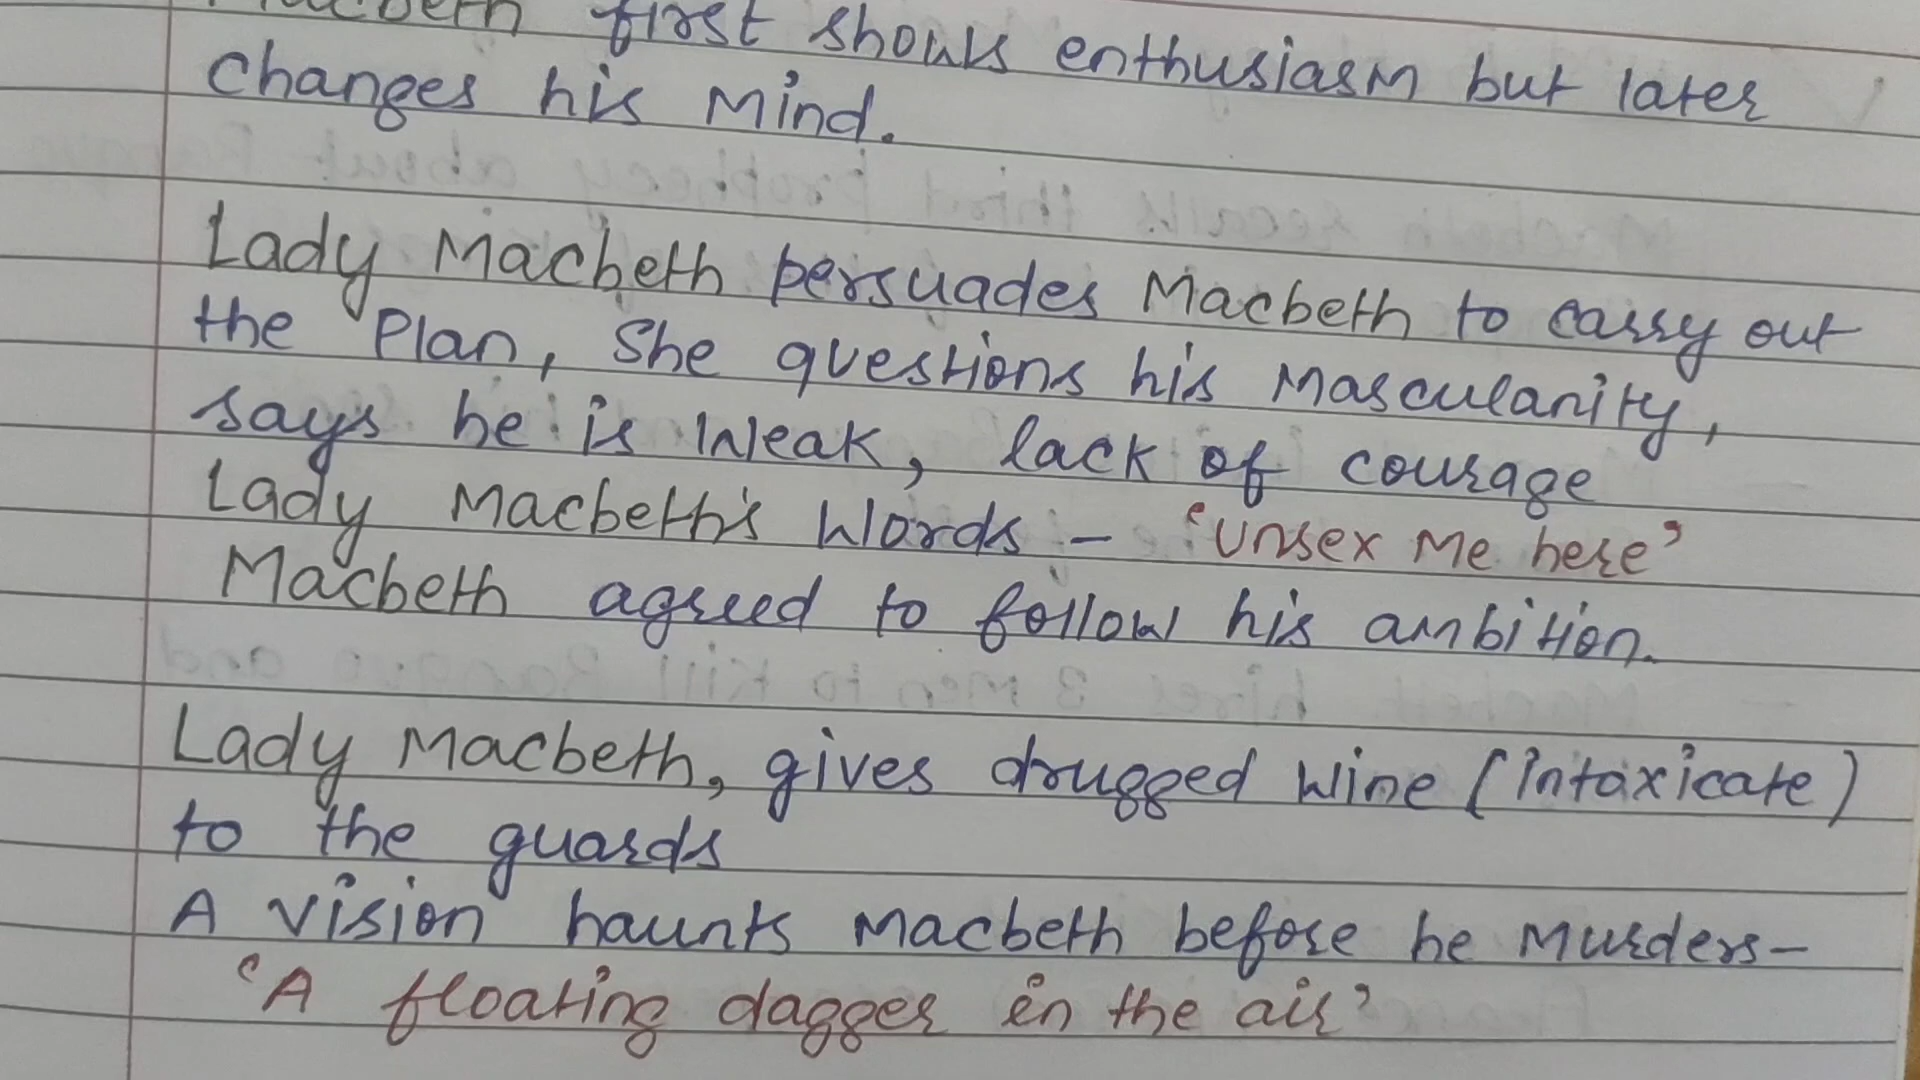 Macbeth first shows enthusiasm but later
changes his mind.
Lady Macbeth persuades Macbeth to carry out
the Plan, She questions his Mascularity,
says he is weak, lack of courage
Lady Macbeth's Words - 'unsex me here'
Macbeth agreed to follow his ambition.
Lady Macbeth, gives drugged wine (intoxicate)
to the guards
A vision haunts Macbeth before he murders-
'A floating dagger in the air'